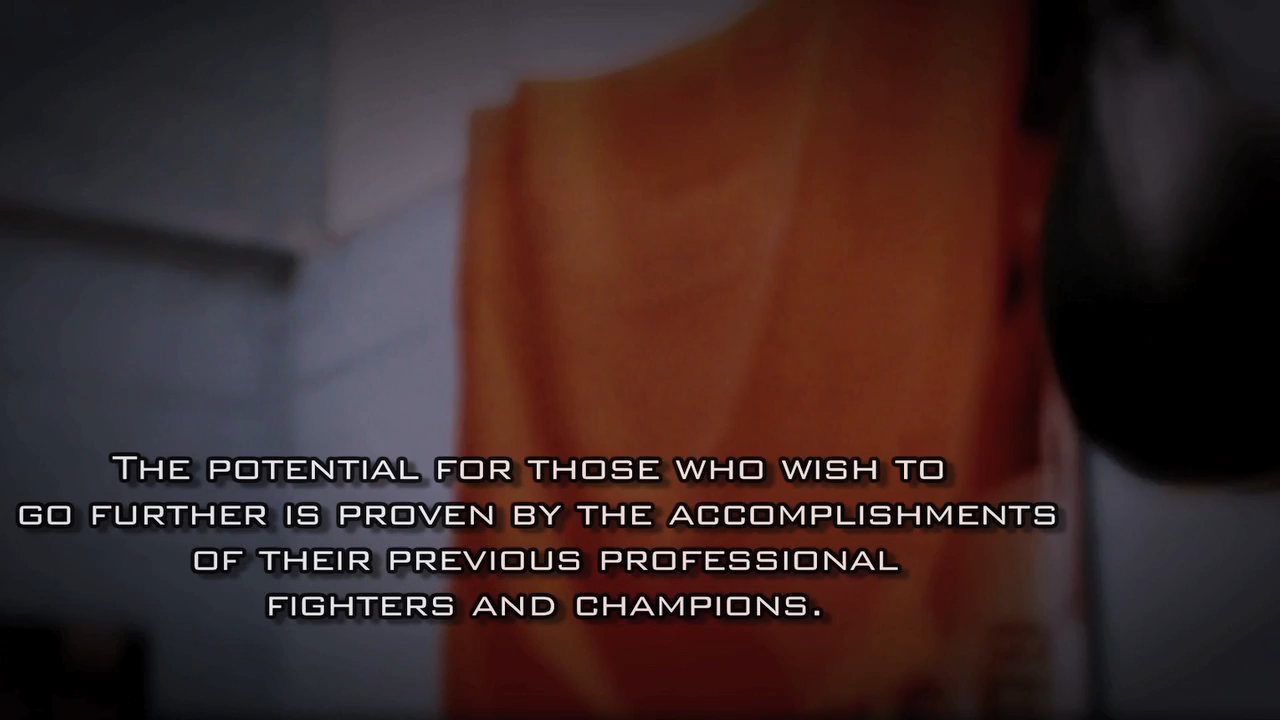 The potential for those who wish to
go further is proven by the accomplishments
of their previous professional
fighters and champions.